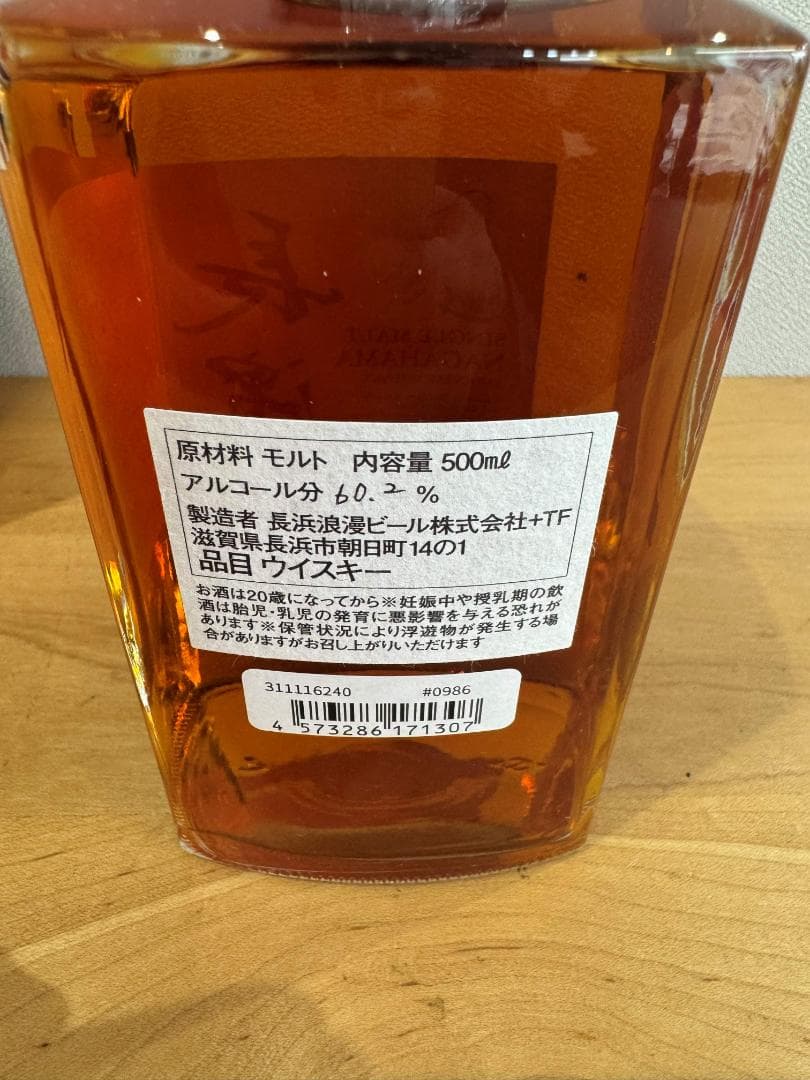 長
濱
SINGLE MALT
NAGAHAMA
原材料 モルト 内容量 500ml
アルコール分 60.2 %
製造者 長浜浪漫ビール株式会社+TF
滋賀県長浜市朝日町14の1
品目 ウイスキー
お酒は20歳になってから※妊娠中や授乳期の飲
酒は胎児・乳児の発育に悪影響を与える恐れが
あります※保管状況により浮遊物が発生する場
合がありますがお召し上がりいただけます
311116240 #0986
4 573286 171307